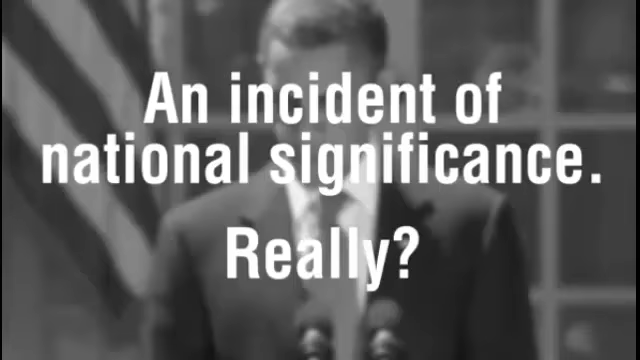 An incident of
national significance.
Really?